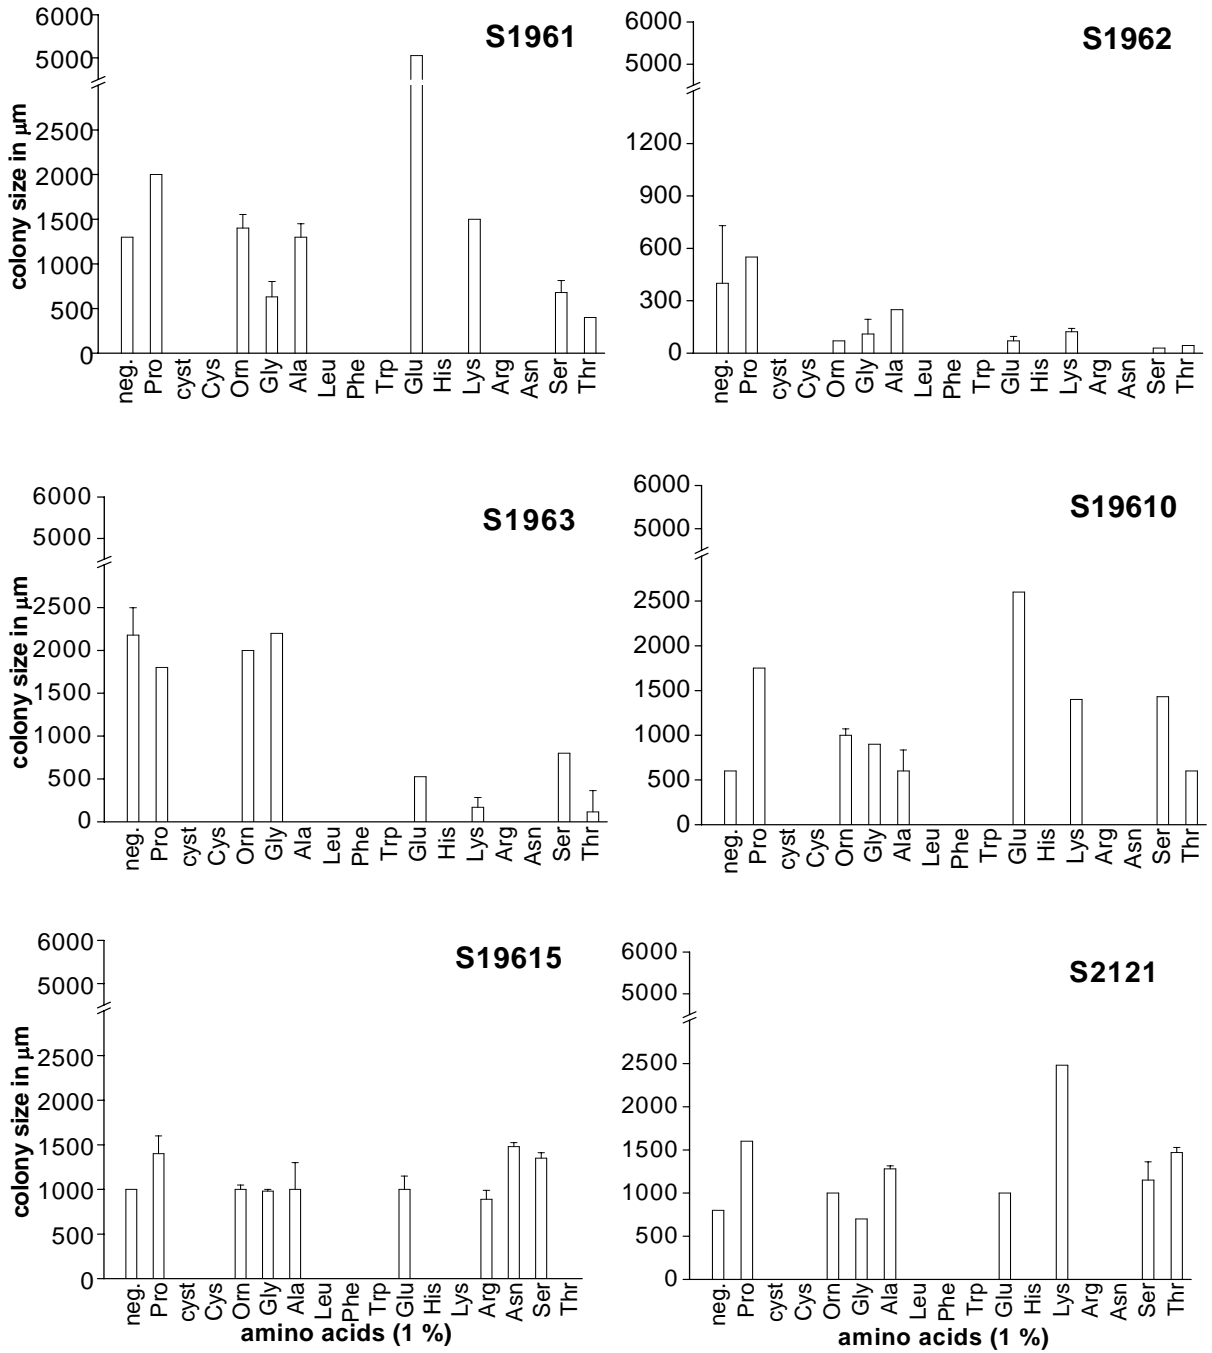 S1961
6000
5000
2500
2000
1500
1000
500
0
colony size in μm
neg. Pro cyst Cys Orn Gly Ala Leu Phe Trp Glu His Lys Arg Asn Ser Thr
S1962
6000
5000
1200
900
600
300
0
neg. Pro cyst Cys Orn Gly Ala Leu Phe Trp Glu His Lys Arg Asn Ser Thr
S1963
6000
5000
2500
2000
1500
1000
500
0
colony size in μm
neg. Pro cyst Cys Orn Gly Ala Leu Phe Trp Glu His Lys Arg Asn Ser Thr
S19610
6000
5000
2500
2000
1500
1000
500
0
neg. Pro cyst Cys Orn Gly Ala Leu Phe Trp Glu His Lys Arg Asn Ser Thr
S19615
6000
5000
2500
2000
1500
1000
500
0
colony size in μm
neg. Pro cyst Cys Orn Gly Ala Leu Phe Trp Glu His Lys Arg Asn Ser Thr
amino acids (1 %)
S2121
6000
5000
2500
2000
1500
1000
500
0
neg. Pro cyst Cys Orn Gly Ala Leu Phe Trp Glu His Lys Arg Asn Ser Thr
amino acids (1 %)